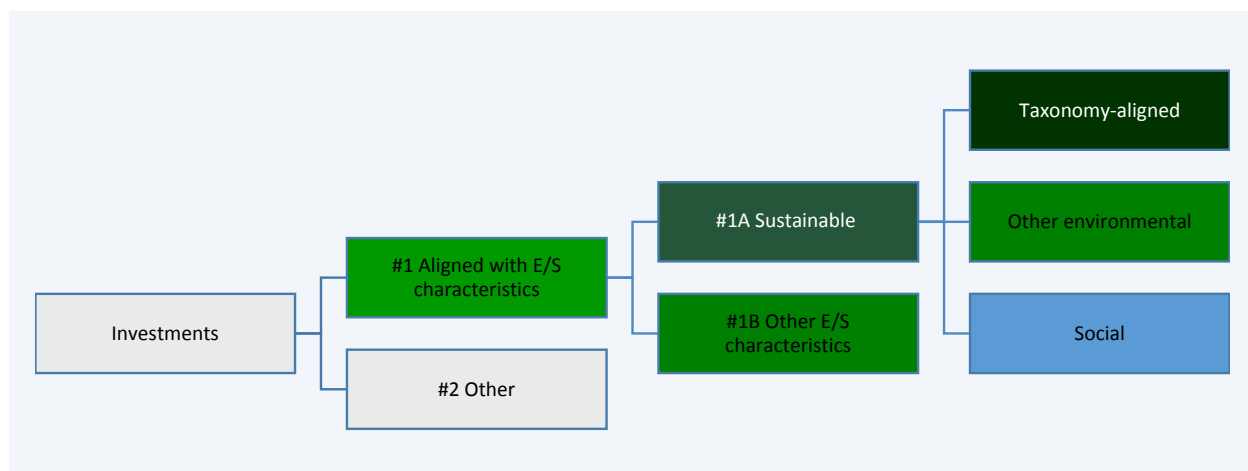 Investments
#1 Aligned with E/S
characteristics
#2 Other
#1A Sustainable
#1B Other E/S
characteristics
Taxonomy-aligned
Other environmental
Social